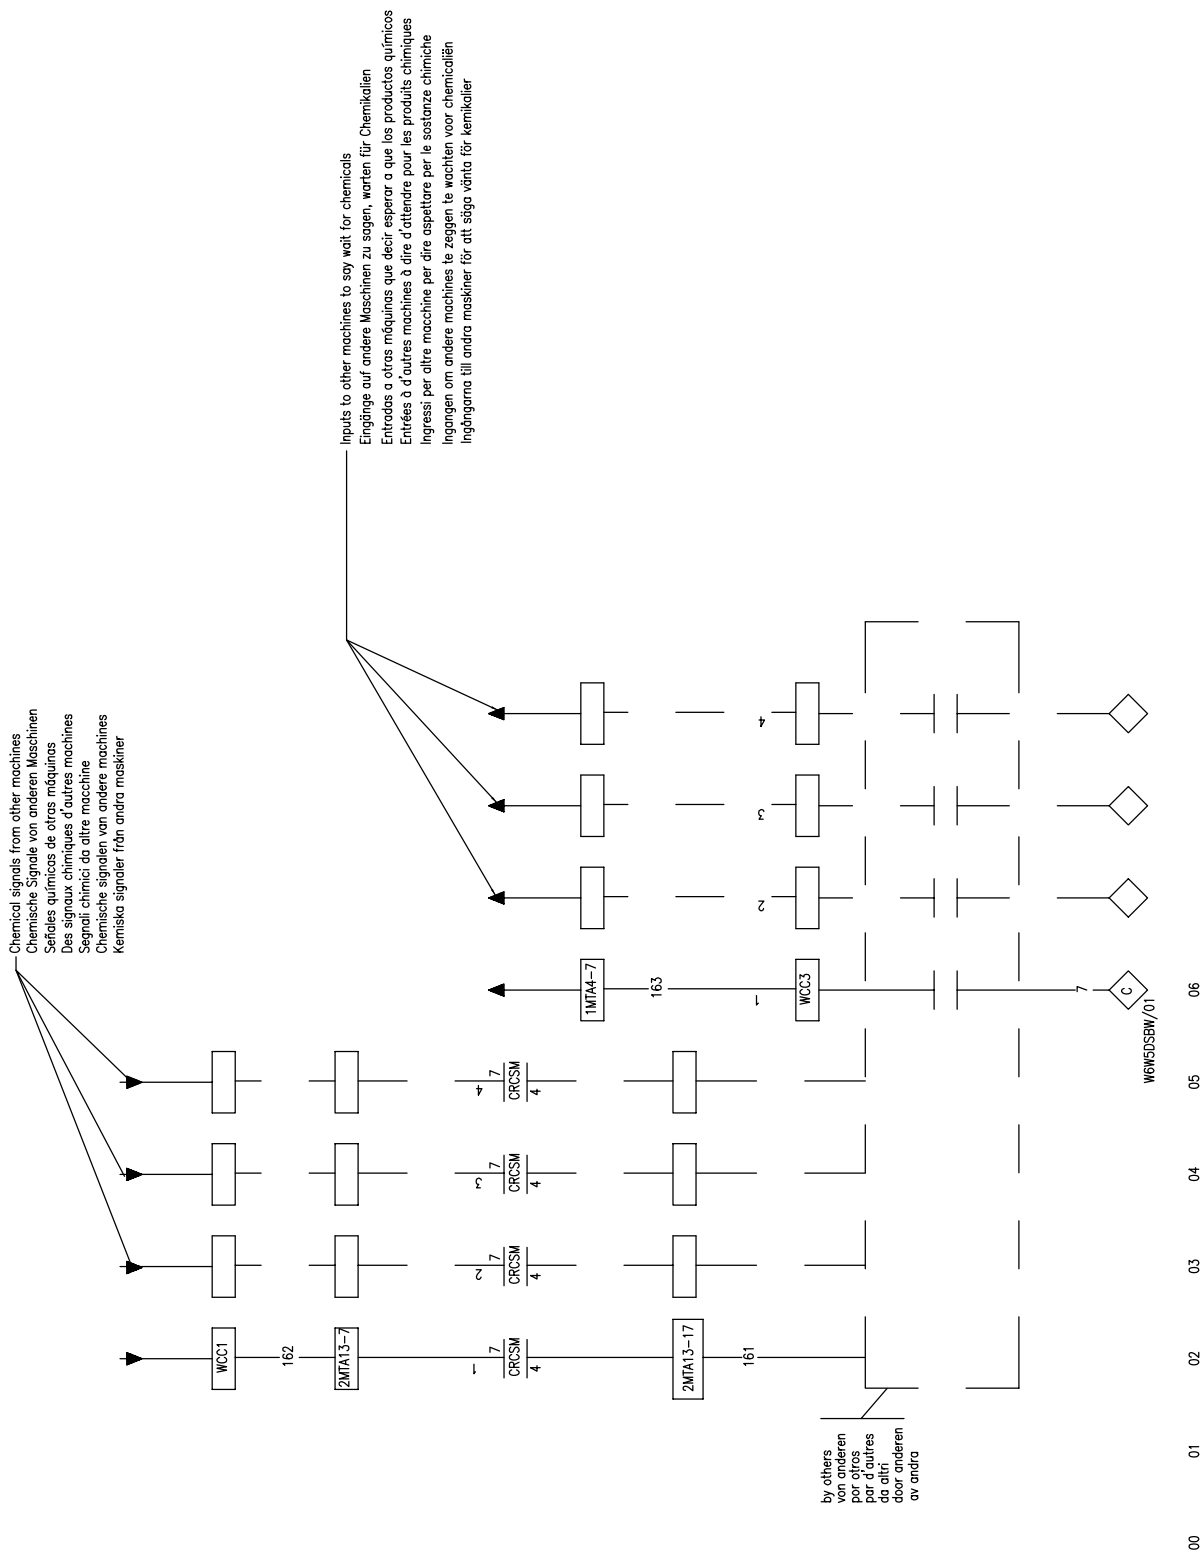 Chemical signals from other machines
Chemische Signale von anderen Maschinen
Señales químicas de otras máquinas
Des signaux chimiques d'autres machines
Segnali chimici da altre macchine
Chemische signalen van andere machines
Kemiska signaler från andra maskiner
Inputs to other machines to say wait for chemicals
Eingänge auf andere Maschinen zu sagen, warten für Chemikalien
Entradas a otras máquinas que decir esperar a que los productos químicos
Entrées à d'autres machines à dire d'attendre pour les produits chimiques
Ingressi per altre macchine per dire aspettare per le sostanze chimiche
Ingangen om andere machines te zeggen te wachten voor chemicaliën
Ingångarna till andra maskiner för att säga vänta för kemikalier
WCC1
162
2MTA13-7
1
7
CRCSM
4
2MTA13-17
161
2
7
CRCSM
4
3
7
CRCSM
4
4
7
CRCSM
4
1MTA4-7
163
1
WCC3
7
C
W6W5DSBW/01
2
3
4
by others
von anderen
por otros
par d'autres
da altri
door anderen
av andra
00
01
02
03
04
05
06